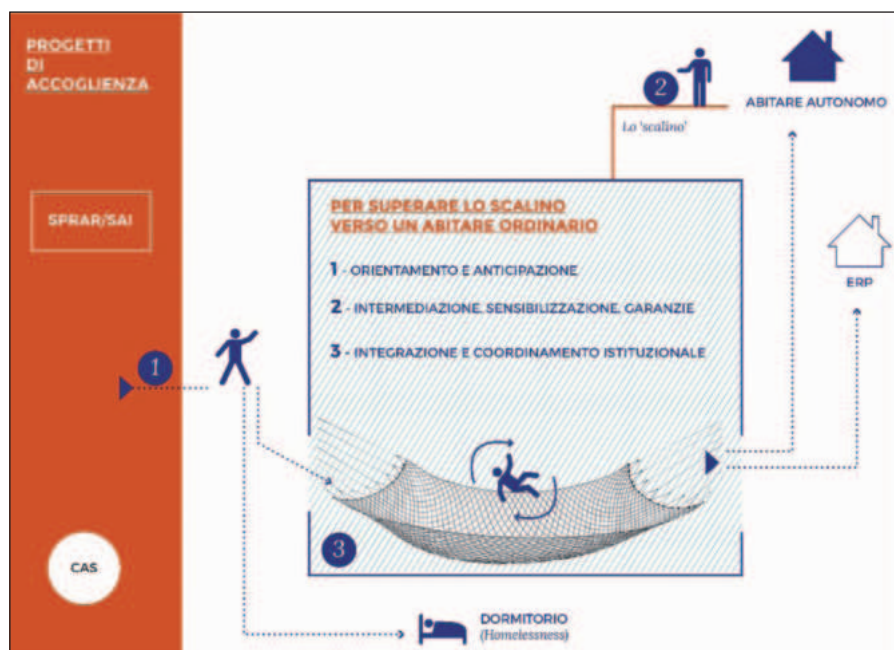 PROGETTI
DI
ACCOGLIENZA
SPRAR/SAI
1
CAS
2
Lo 'scalino'
ABITARE AUTONOMO
ERP
PER SUPERARE LO SCALINO
VERSO UN ABITARE ORDINARIO
1 - ORIENTAMENTO E ANTICIPAZIONE
2 - INTERMEDIAZIONE, SENSIBILIZZAZIONE, GARANZIE
3 - INTEGRAZIONE E COORDINAMENTO ISTITUZIONALE
3
DORMITORIO
(Homelessness)